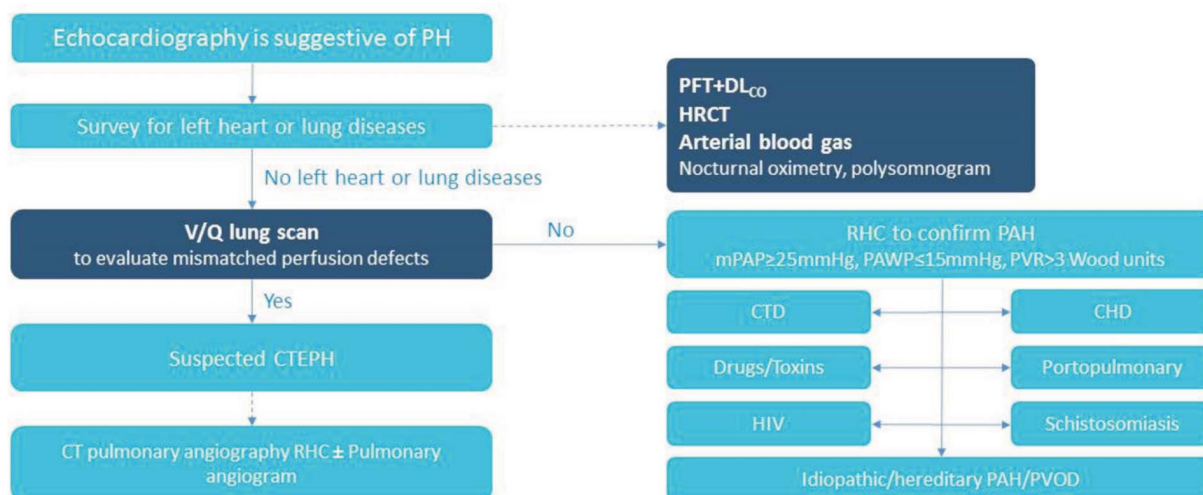 Echocardiography is suggestive of PH
Survey for left heart or lung diseases
PFT+DLCO
HRCT
Arterial blood gas
Nocturnal oximetry, polysomnogram
No left heart or lung diseases
V/Q lung scan
to evaluate mismatched perfusion defects
No
RHC to confirm PAH
mPAP≥25mmHg, PAWP≤15mmHg, PVR>3 Wood units
Yes
CTD
CHD
Suspected CTEPH
Drugs/Toxins
Portopulmonary
HIV
Schistosomiasis
CT pulmonary angiography RHC ± Pulmonary
angiogram
Idiopathic/hereditary PAH/PVOD